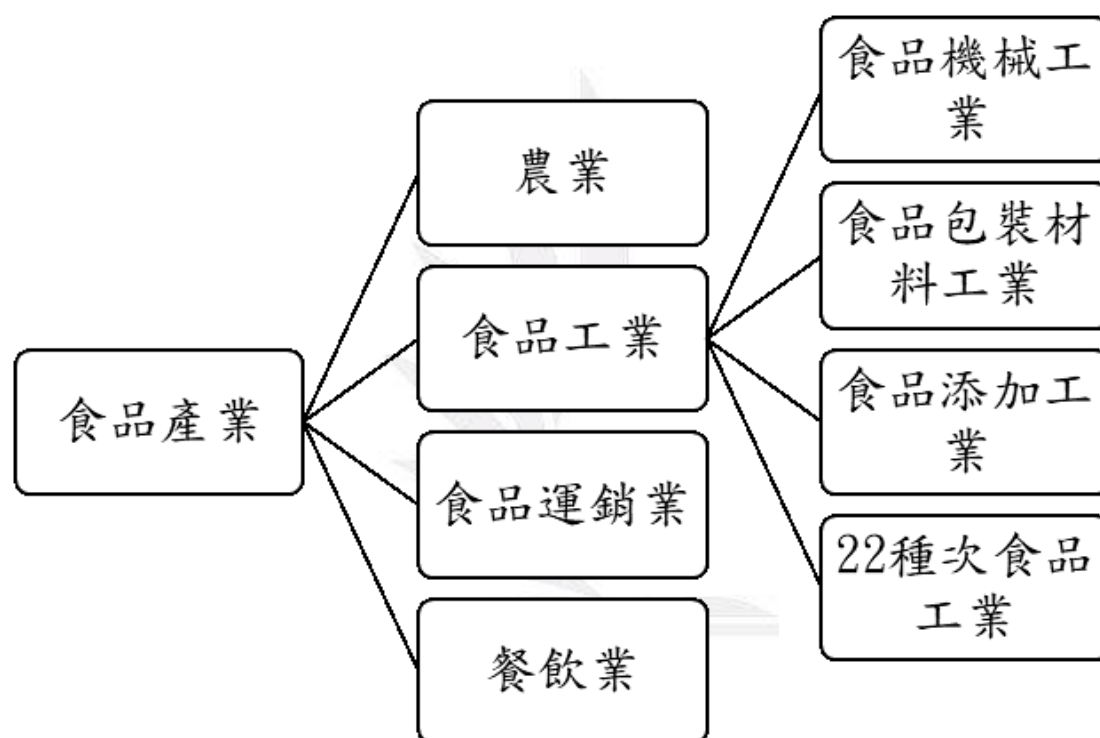 食品產業
農業
食品工業
食品運銷業
餐飲業
食品機械工
業
食品包裝材
料工業
食品添加工
業
22種次食品
工業